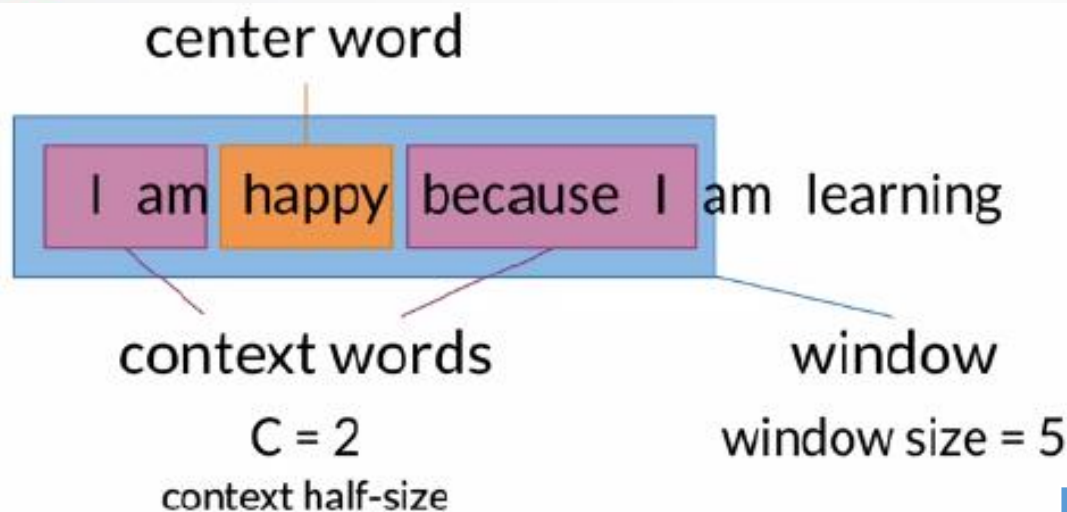 center word
I am happy because I am learning
context words window
C = 2 window size = 5
context half-size